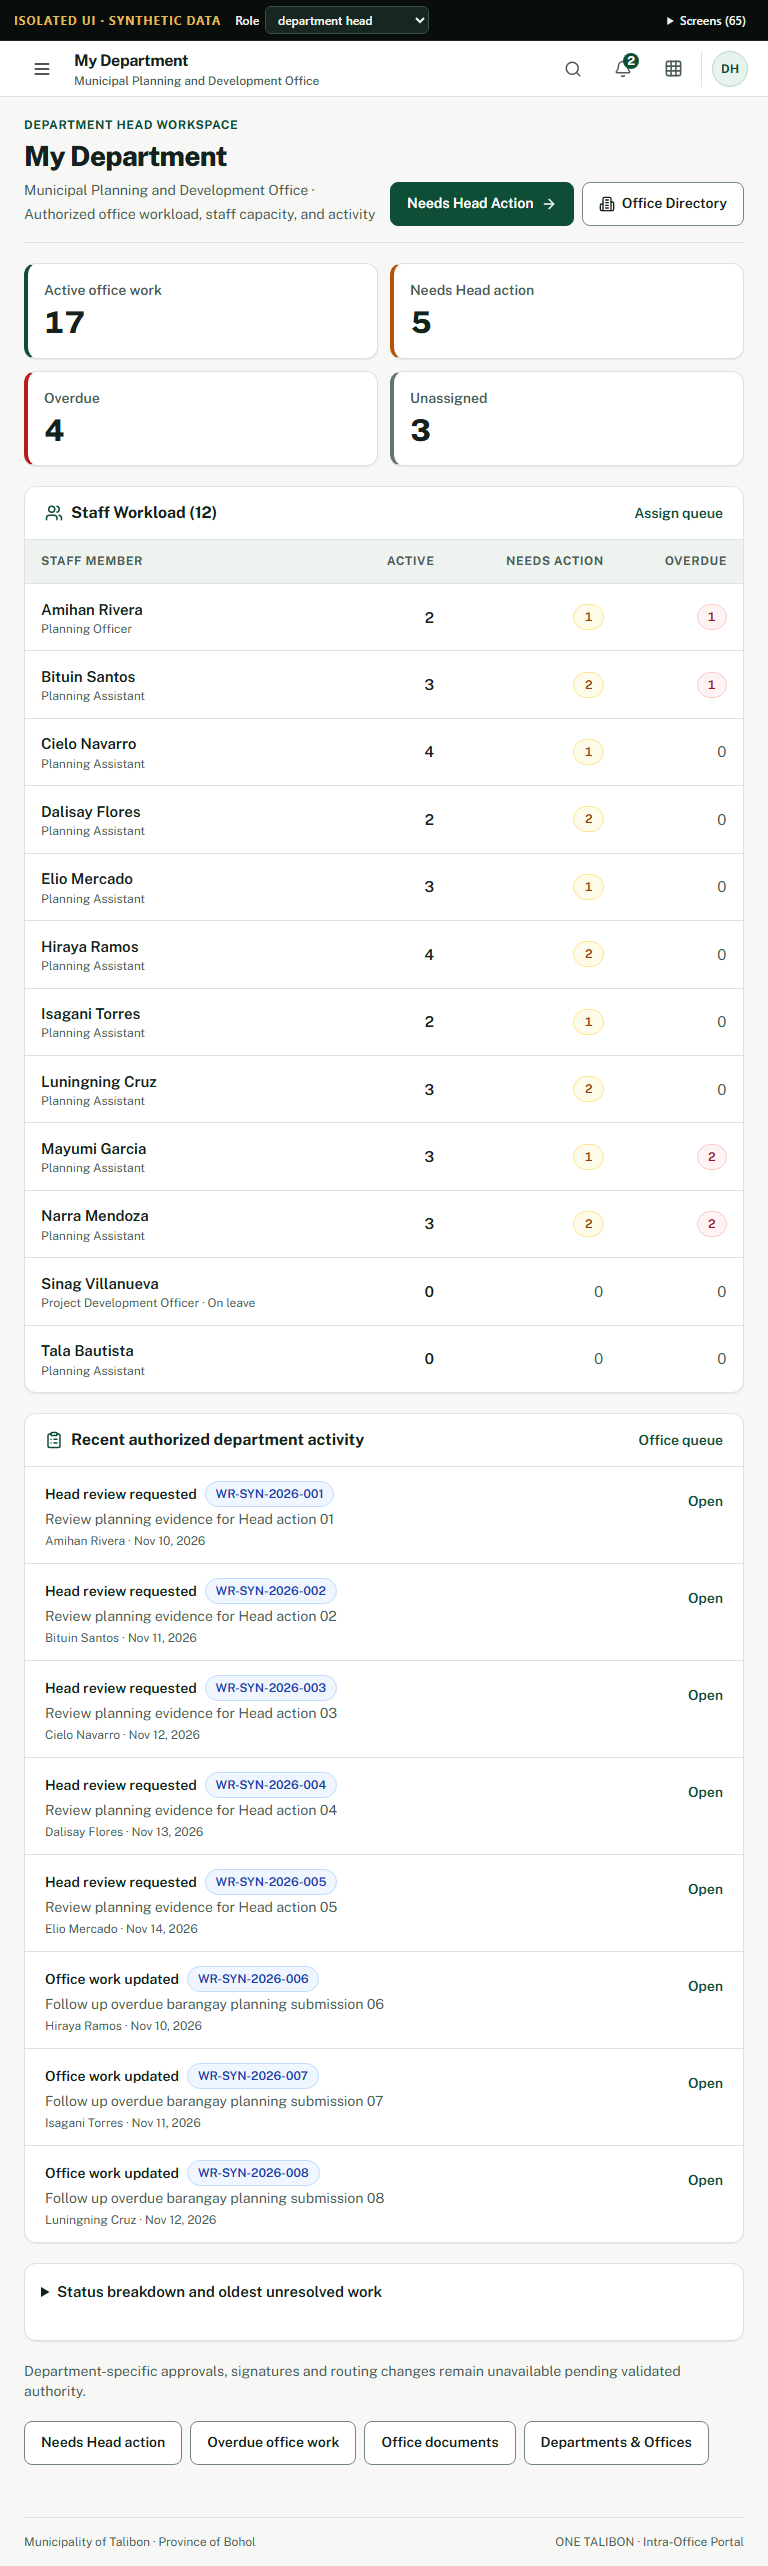 ISOLATED UI · SYNTHETIC DATA Role department head Screens (65)
My Department
Municipal Planning and Development Office
2
DH
DEPARTMENT HEAD WORKSPACE
My Department
Municipal Planning and Development Office ·
Authorized office workload, staff capacity, and activity
Needs Head Action
Office Directory
Active office work
17
Needs Head action
5
Overdue
4
Unassigned
3
Staff Workload (12)
Assign queue
STAFF MEMBER ACTIVE NEEDS ACTION OVERDUE
Amihan Rivera
Planning Officer
2 1 1
Bituin Santos
Planning Assistant
3 2 1
Cielo Navarro
Planning Assistant
4 1 0
Dalisay Flores
Planning Assistant
2 2 0
Elio Mercado
Planning Assistant
3 1 0
Hiraya Ramos
Planning Assistant
4 2 0
Isagani Torres
Planning Assistant
2 1 0
Luningning Cruz
Planning Assistant
3 2 0
Mayumi Garcia
Planning Assistant
3 1 2
Narra Mendoza
Planning Assistant
3 2 2
Sinag Villanueva
Project Development Officer · On leave
0 0 0
Tala Bautista
Planning Assistant
0 0 0
Recent authorized department activity
Office queue
Head review requested WR-SYN-2026-001
Review planning evidence for Head action 01
Amihan Rivera · Nov 10, 2026
Open
Head review requested WR-SYN-2026-002
Review planning evidence for Head action 02
Bituin Santos · Nov 11, 2026
Open
Head review requested WR-SYN-2026-003
Review planning evidence for Head action 03
Cielo Navarro · Nov 12, 2026
Open
Head review requested WR-SYN-2026-004
Review planning evidence for Head action 04
Dalisay Flores · Nov 13, 2026
Open
Head review requested WR-SYN-2026-005
Review planning evidence for Head action 05
Elio Mercado · Nov 14, 2026
Open
Office work updated WR-SYN-2026-006
Follow up overdue barangay planning submission 06
Hiraya Ramos · Nov 10, 2026
Open
Office work updated WR-SYN-2026-007
Follow up overdue barangay planning submission 07
Isagani Torres · Nov 11, 2026
Open
Office work updated WR-SYN-2026-008
Follow up overdue barangay planning submission 08
Luningning Cruz · Nov 12, 2026
Open
Status breakdown and oldest unresolved work
Department-specific approvals, signatures and routing changes remain unavailable pending validated
authority.
Needs Head action
Overdue office work
Office documents
Departments & Offices
Municipality of Talibon · Province of Bohol
ONE TALIBON · Intra-Office Portal